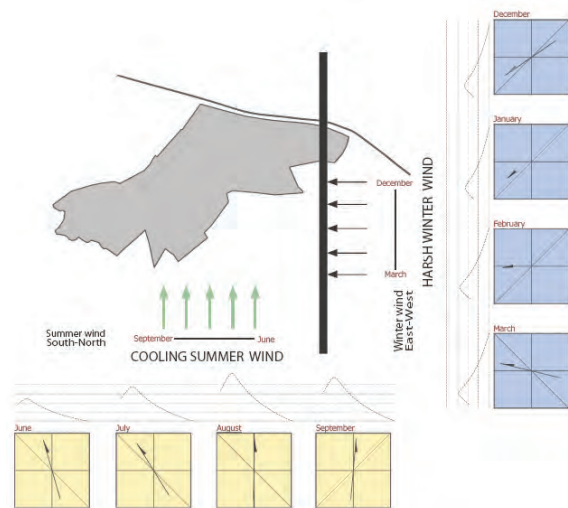 December
January
February
March
December
March
HARSH WINTER WIND
Winter wind
East-West
Summer wind
South-North
September
June
COOLING SUMMER WIND
June
July
August
September